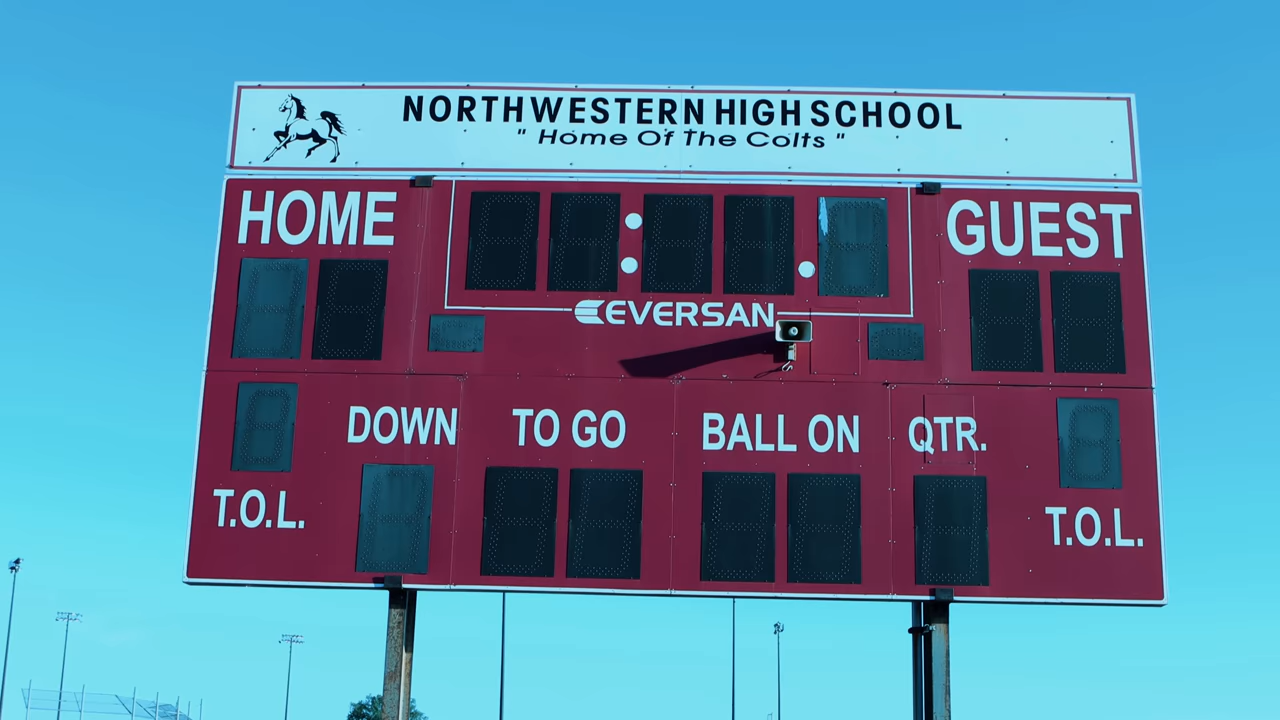 NORTHWESTERN HIGH SCHOOL
" Home Of The Colts "
HOME
GUEST
EVERSAN
DOWN
TO GO
BALL ON
QTR.
T.O.L.
T.O.L.